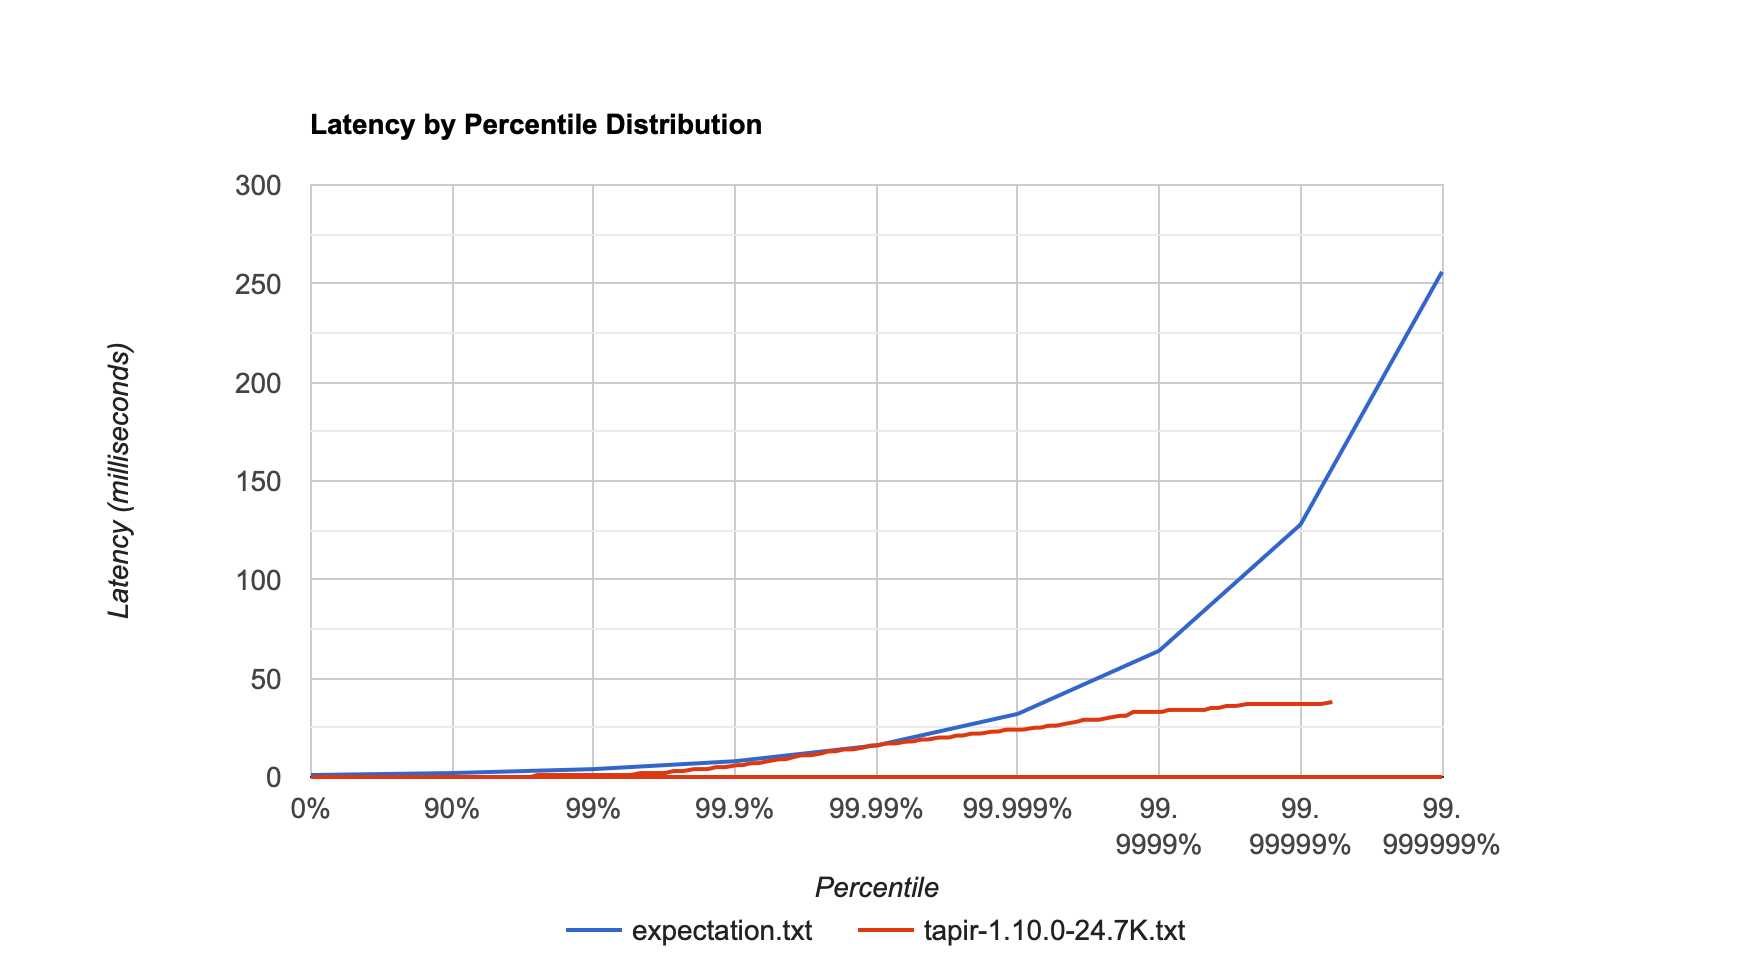 Latency by Percentile Distribution
300
250
200
150
100
50
0
Latency (milliseconds)
0% 90% 99% 99.9% 99.99% 99.999% 99. 99. 99.
9999% 99999% 999999%
Percentile
expectation.txt tapir-1.10.0-24.7K.txt